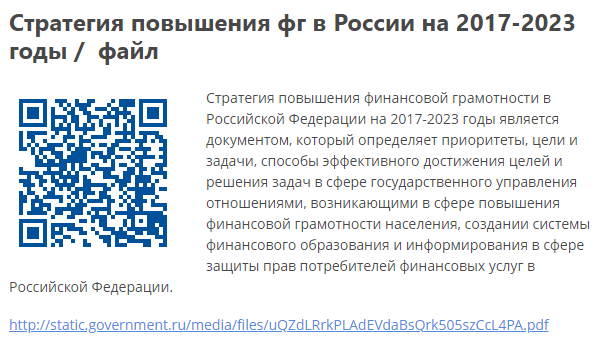 Стратегия повышения фг в России на 2017-2023
годы / файл
Стратегия повышения финансовой грамотности в
Российской Федерации на 2017-2023 годы является
документом, который определяет приоритеты, цели и
задачи, способы эффективного достижения целей и
решения задач в сфере государственного управления
отношениями, возникающими в сфере повышения
финансовой грамотности населения, создании системы
финансового образования и информирования в сфере
защиты прав потребителей финансовых услуг в
Российской Федерации.
http://static.government.ru/media/files/uQZdLRrkPLAdEVdaBsQrk505szCcL4PA.pdf